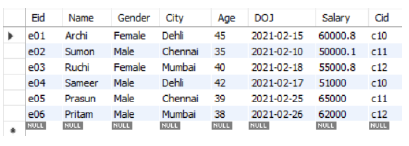 Eid Name Gender City Age DOJ Salary Cid
e01 Archi Female Dehli 45 2021-02-15 60000.8 c10
e02 Sumon Male Chennai 35 2021-02-10 50000.1 c11
e03 Ruchi Female Mumbai 40 2021-02-18 55000.8 c12
e04 Sameer Male Dehli 42 2021-02-17 51000 c10
e05 Prasun Male Chennai 39 2021-02-25 65000 c11
e06 Pritam Male Mumbai 38 2021-02-26 62000 c12
NULL NULL NULL NULL NULL NULL NULL NULL